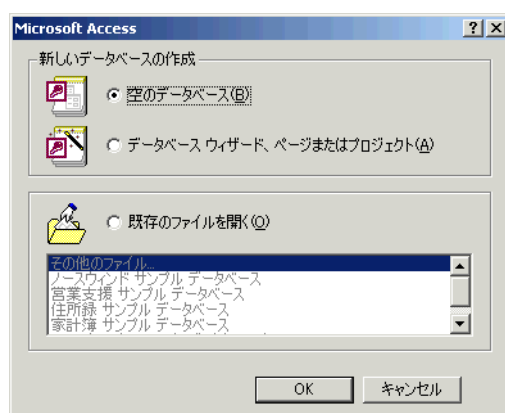 Microsoft Access
新しいデータベースの作成
空のデータベース(B)
データベース ウィザード、ページまたはプロジェクト(A)
既存のファイルを開く(O)
その他のファイル...
ノースウィンド サンプル データベース
営業支援 サンプル データベース
住所録 サンプル データベース
家計簿 サンプル データベース
OK
キャンセル